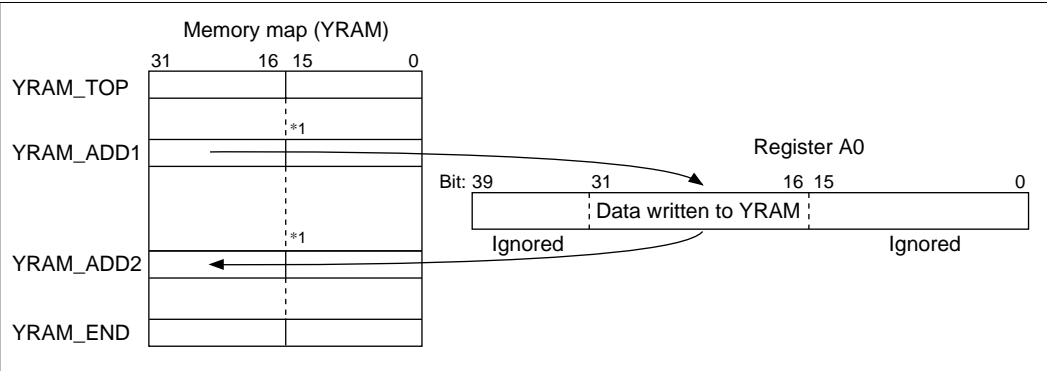 Memory map (YRAM)
31 16 15 0
YRAM_TOP
*1
YRAM_ADD1
Register A0
Bit: 39 31 16 15 0
Data written to YRAM
*1
Ignored Ignored
YRAM_ADD2
YRAM_END